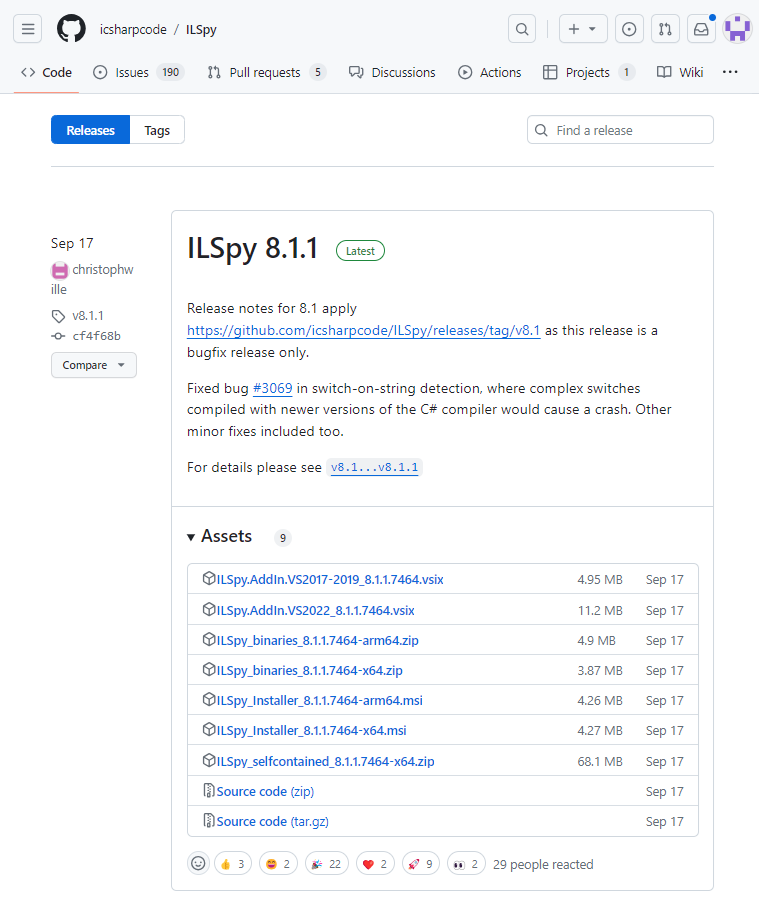 icsharpcode / ILSpy
Code Issues 190 Pull requests 5 Discussions Actions Projects 1 Wiki
Releases Tags Find a release
Sep 17
christophw
ille
v8.1.1
cf4f68b
Compare
ILSpy 8.1.1 Latest
Release notes for 8.1 apply
https://github.com/icsharpcode/ILSpy/releases/tag/v8.1 as this release is a
bugfix release only.
Fixed bug #3069 in switch-on-string detection, where complex switches
compiled with newer versions of the C# compiler would cause a crash. Other
minor fixes included too.
For details please see v8.1...v8.1.1
Assets 9
ILSpy.AddIn.VS2017-2019_8.1.1.7464.vsix 4.95 MB Sep 17
ILSpy.AddIn.VS2022_8.1.1.7464.vsix 11.2 MB Sep 17
ILSpy_binaries_8.1.1.7464-arm64.zip 4.9 MB Sep 17
ILSpy_binaries_8.1.1.7464-x64.zip 3.87 MB Sep 17
ILSpy_Installer_8.1.1.7464-arm64.msi 4.26 MB Sep 17
ILSpy_Installer_8.1.1.7464-x64.msi 4.27 MB Sep 17
ILSpy_selfcontained_8.1.1.7464-x64.zip 68.1 MB Sep 17
Source code (zip) Sep 17
Source code (tar.gz) Sep 17
👍 3 😄 2 🎉 22 ❤️ 2 🚀 9 👀 2 29 people reacted